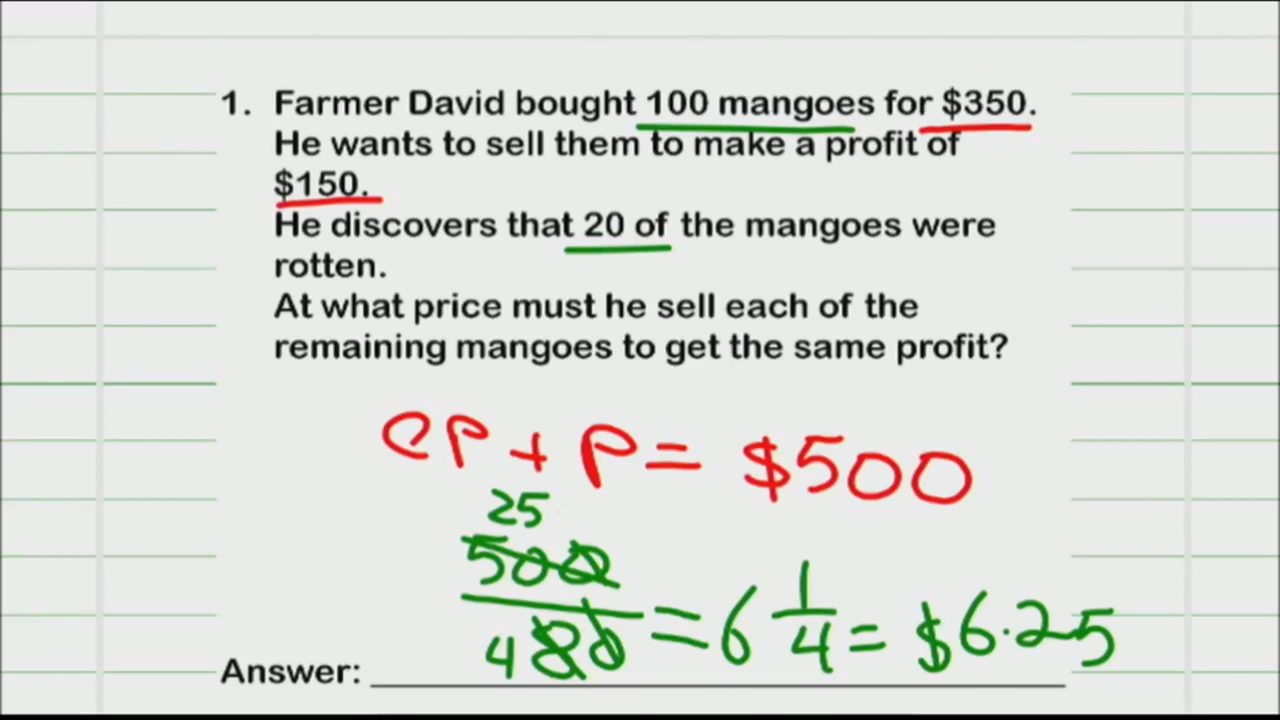 1. Farmer David bought 100 mangoes for $350.
He wants to sell them to make a profit of
$150.
He discovers that 20 of the mangoes were
rotten.
At what price must he sell each of the
remaining mangoes to get the same profit?
CP + P = $500
25
500
4 80 = 6 1/4 = $6.25
Answer: